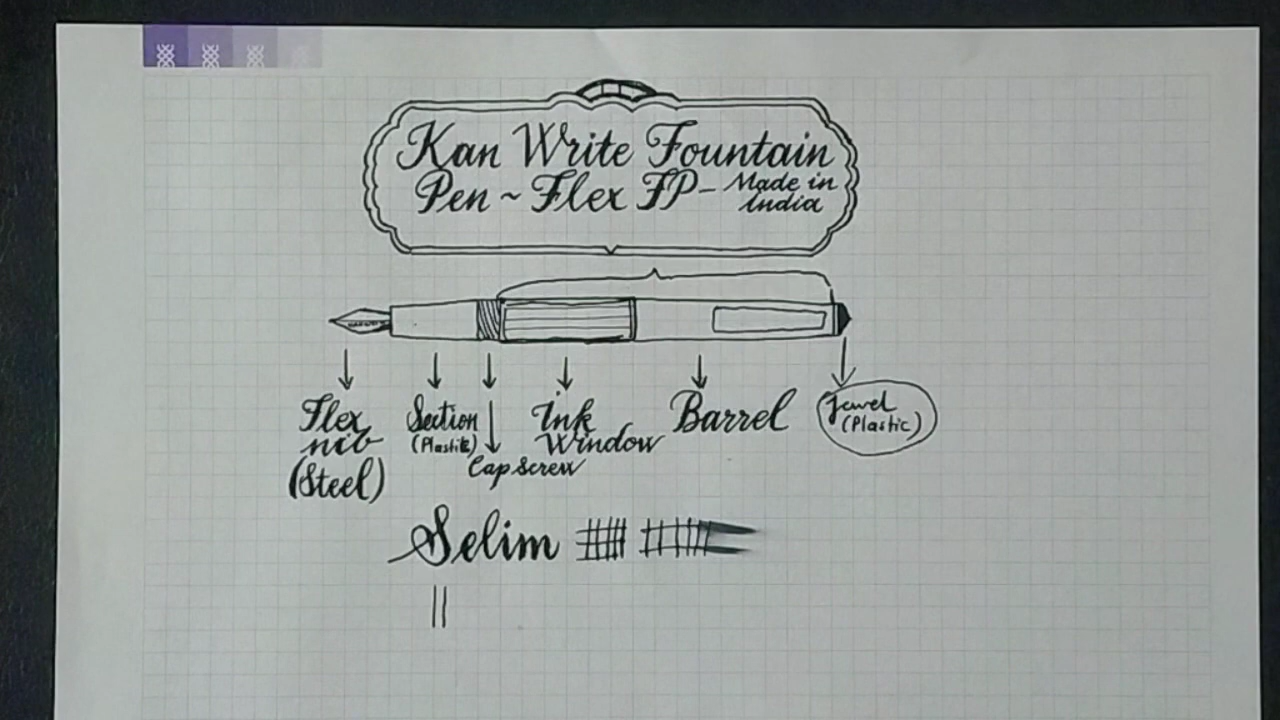 Kan Write Fountain
Pen ~ Flex FP - Made in
India
Flex
nib
(Steel)
Section
(Plastic)
Cap Screw
Ink
Window
Barrel
Jewel
(Plastic)
Selim